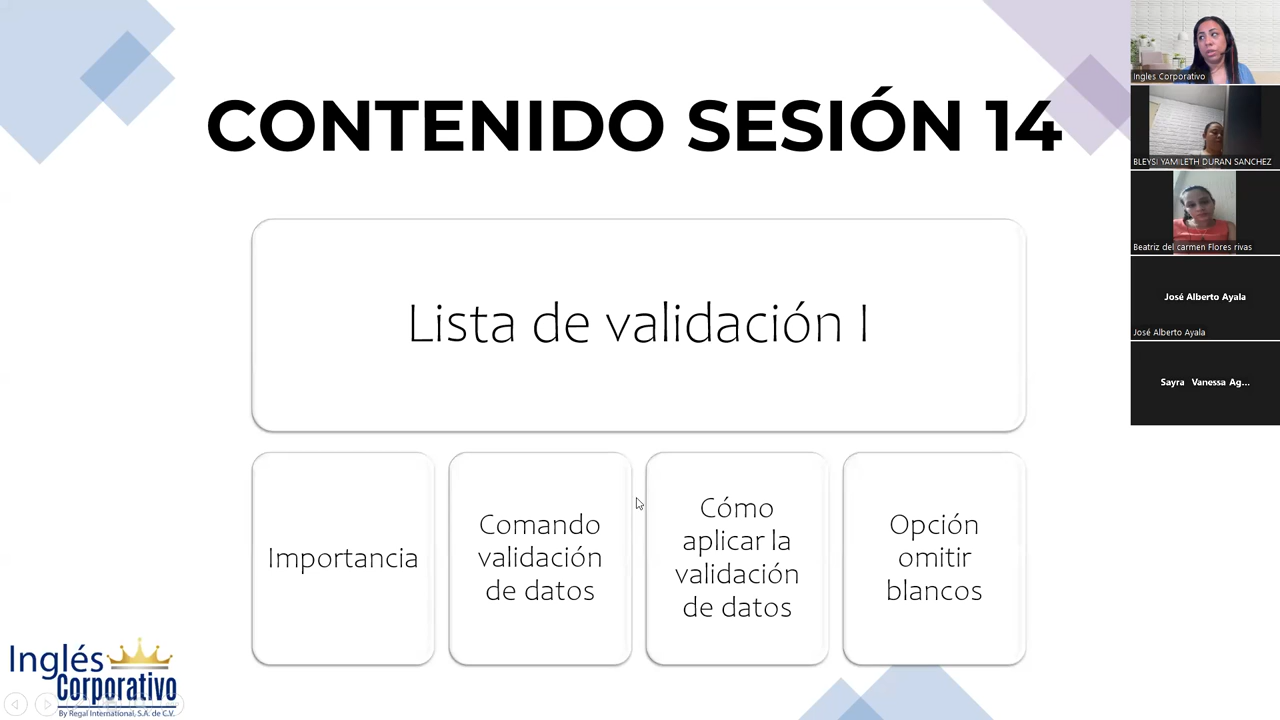 CONTENIDO SESIÓN 14
Lista de validación I
Importancia
Comando
validación
de datos
Cómo
aplicar la
validación
de datos
Opción
omitir
blancos
Inglés
Corporativo
By Regal International, S.A. de C.V.
Ingles Corporativo
BLEYSI YAMILETH DURAN SANCHEZ
Beatriz del carmen Flores rivas
José Alberto Ayala
José Alberto Ayala
Sayra Vanessa Ag...